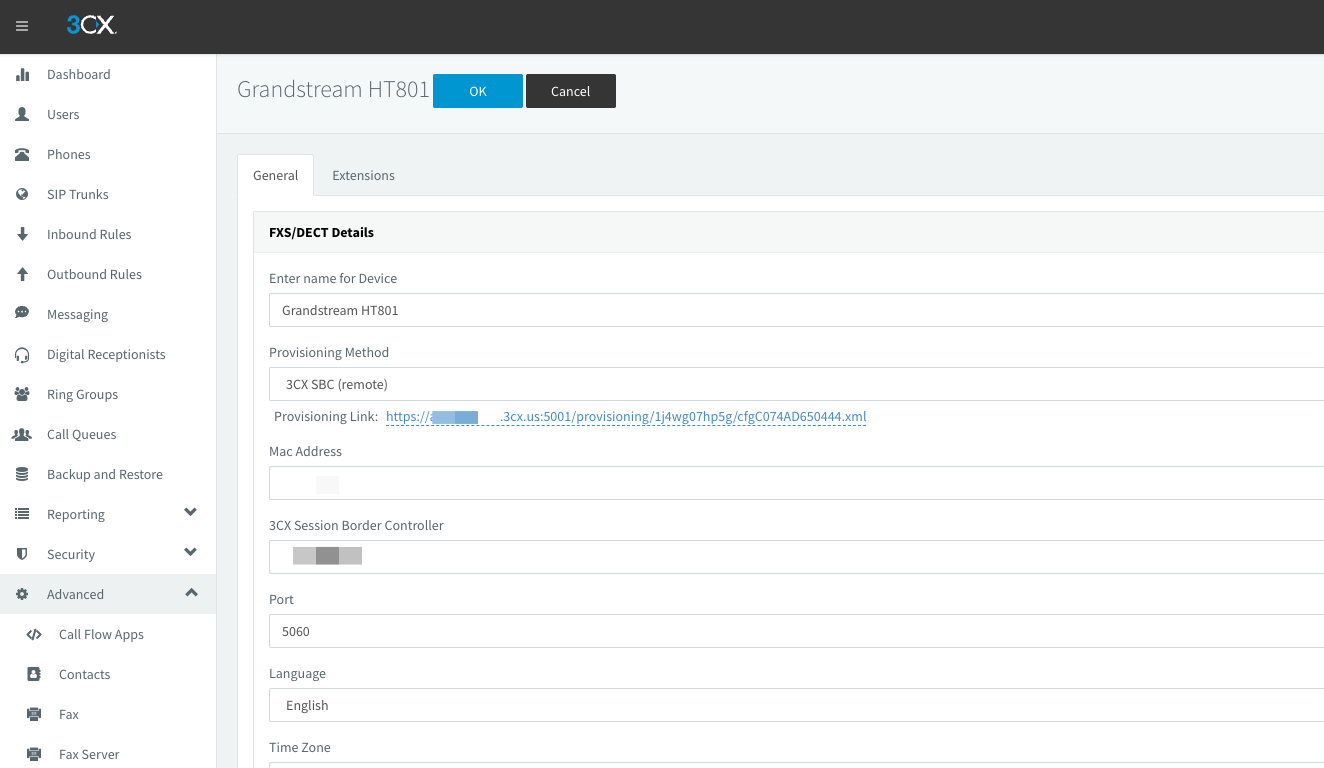 3CX
Dashboard
Users
Phones
SIP Trunks
Inbound Rules
Outbound Rules
Messaging
Digital Receptionists
Ring Groups
Call Queues
Backup and Restore
Reporting
Security
Advanced
Call Flow Apps
Contacts
Fax
Fax Server
Grandstream HT801 OK Cancel
General Extensions
FXS/DECT Details
Enter name for Device
Grandstream HT801
Provisioning Method
3CX SBC (remote)
Provisioning Link: https:// .3cx.us:5001/provisioning/1j4wg07hp5g/cfgC074AD650444.xml
Mac Address
3CX Session Border Controller
Port
5060
Language
English
Time Zone